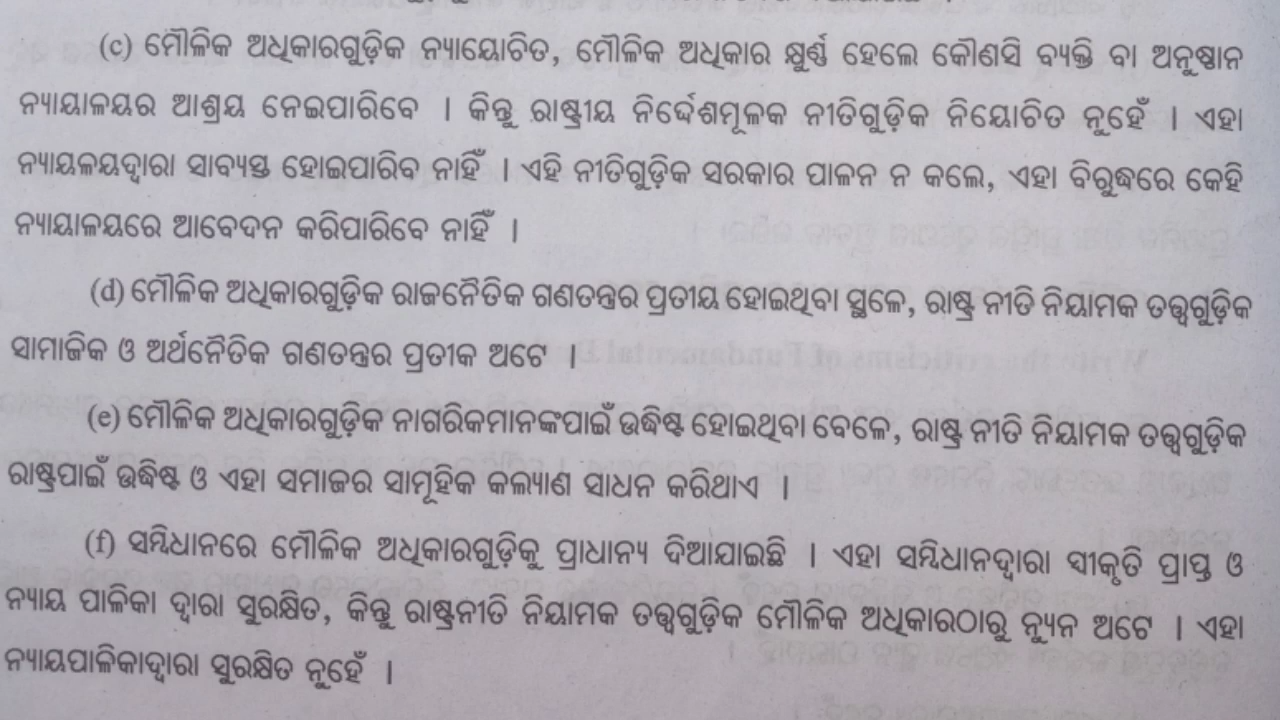 (c) ମୌଳିକ ଅଧିକାରଗୁଡ଼ିକ ନ୍ୟାୟୋଚିତ, ମୌଳିକ ଅଧିକାର କ୍ଷୁର୍ଣ୍ଣ ହେଲେ କୌଣସି ବ୍ୟକ୍ତି ବା ଅନୁଷ୍ଠାନ
ନ୍ୟାୟାଳୟର ଆଶ୍ରୟ ନେଇପାରିବେ । କିନ୍ତୁ ରାଷ୍ଟ୍ରୀୟ ନିର୍ଦ୍ଦେଶମୂଳକ ନୀତିଗୁଡ଼ିକ ନିୟୋଚିତ ନୁହେଁ । ଏହା
ନ୍ୟାୟଳୟଦ୍ୱାରା ସାବ୍ୟସ୍ତ ହୋଇପାରିବ ନାହିଁ । ଏହି ନୀତିଗୁଡ଼ିକ ସରକାର ପାଳନ ନ କଲେ, ଏହା ବିରୁଦ୍ଧରେ କେହି
ନ୍ୟାୟାଳୟରେ ଆବେଦନ କରିପାରିବେ ନାହିଁ ।
(d) ମୌଳିକ ଅଧିକାରଗୁଡ଼ିକ ରାଜନୈତିକ ଗଣତନ୍ତ୍ରର ପ୍ରତୀୟ ହୋଇଥିବା ସ୍ଥଳେ, ରାଷ୍ଟ୍ର ନୀତି ନିୟାମକ ତତ୍ତ୍ୱଗୁଡ଼ିକ
ସାମାଜିକ ଓ ଅର୍ଥନୈତିକ ଗଣତନ୍ତ୍ରର ପ୍ରତୀକ ଅଟେ ।
(e) ମୌଳିକ ଅଧିକାରଗୁଡ଼ିକ ନାଗରିକମାନଙ୍କପାଇଁ ଉଦ୍ଧିଷ୍ଟ ହୋଇଥିବା ବେଳେ, ରାଷ୍ଟ୍ର ନୀତି ନିୟାମକ ତତ୍ତ୍ୱଗୁଡ଼ିକ
ରାଷ୍ଟ୍ରପାଇଁ ଉଦ୍ଧିଷ୍ଟ ଓ ଏହା ସମାଜର ସାମୂହିକ କଲ୍ୟାଣ ସାଧନ କରିଥାଏ ।
(f) ସମ୍ବିଧାନରେ ମୌଳିକ ଅଧିକାରଗୁଡ଼ିକୁ ପ୍ରାଧାନ୍ୟ ଦିଆଯାଇଛି । ଏହା ସମ୍ବିଧାନଦ୍ୱାରା ସ୍ୱୀକୃତି ପ୍ରାପ୍ତ ଓ
ନ୍ୟାୟ ପାଳିକା ଦ୍ୱାରା ସୁରକ୍ଷିତ, କିନ୍ତୁ ରାଷ୍ଟ୍ରନୀତି ନିୟାମକ ତତ୍ତ୍ୱଗୁଡ଼ିକ ମୌଳିକ ଅଧିକାରଠାରୁ ନ୍ୟୁନ ଅଟେ । ଏହା
ନ୍ୟାୟପାଳିକାଦ୍ୱାରା ସୁରକ୍ଷିତ ନୁହେଁ ।